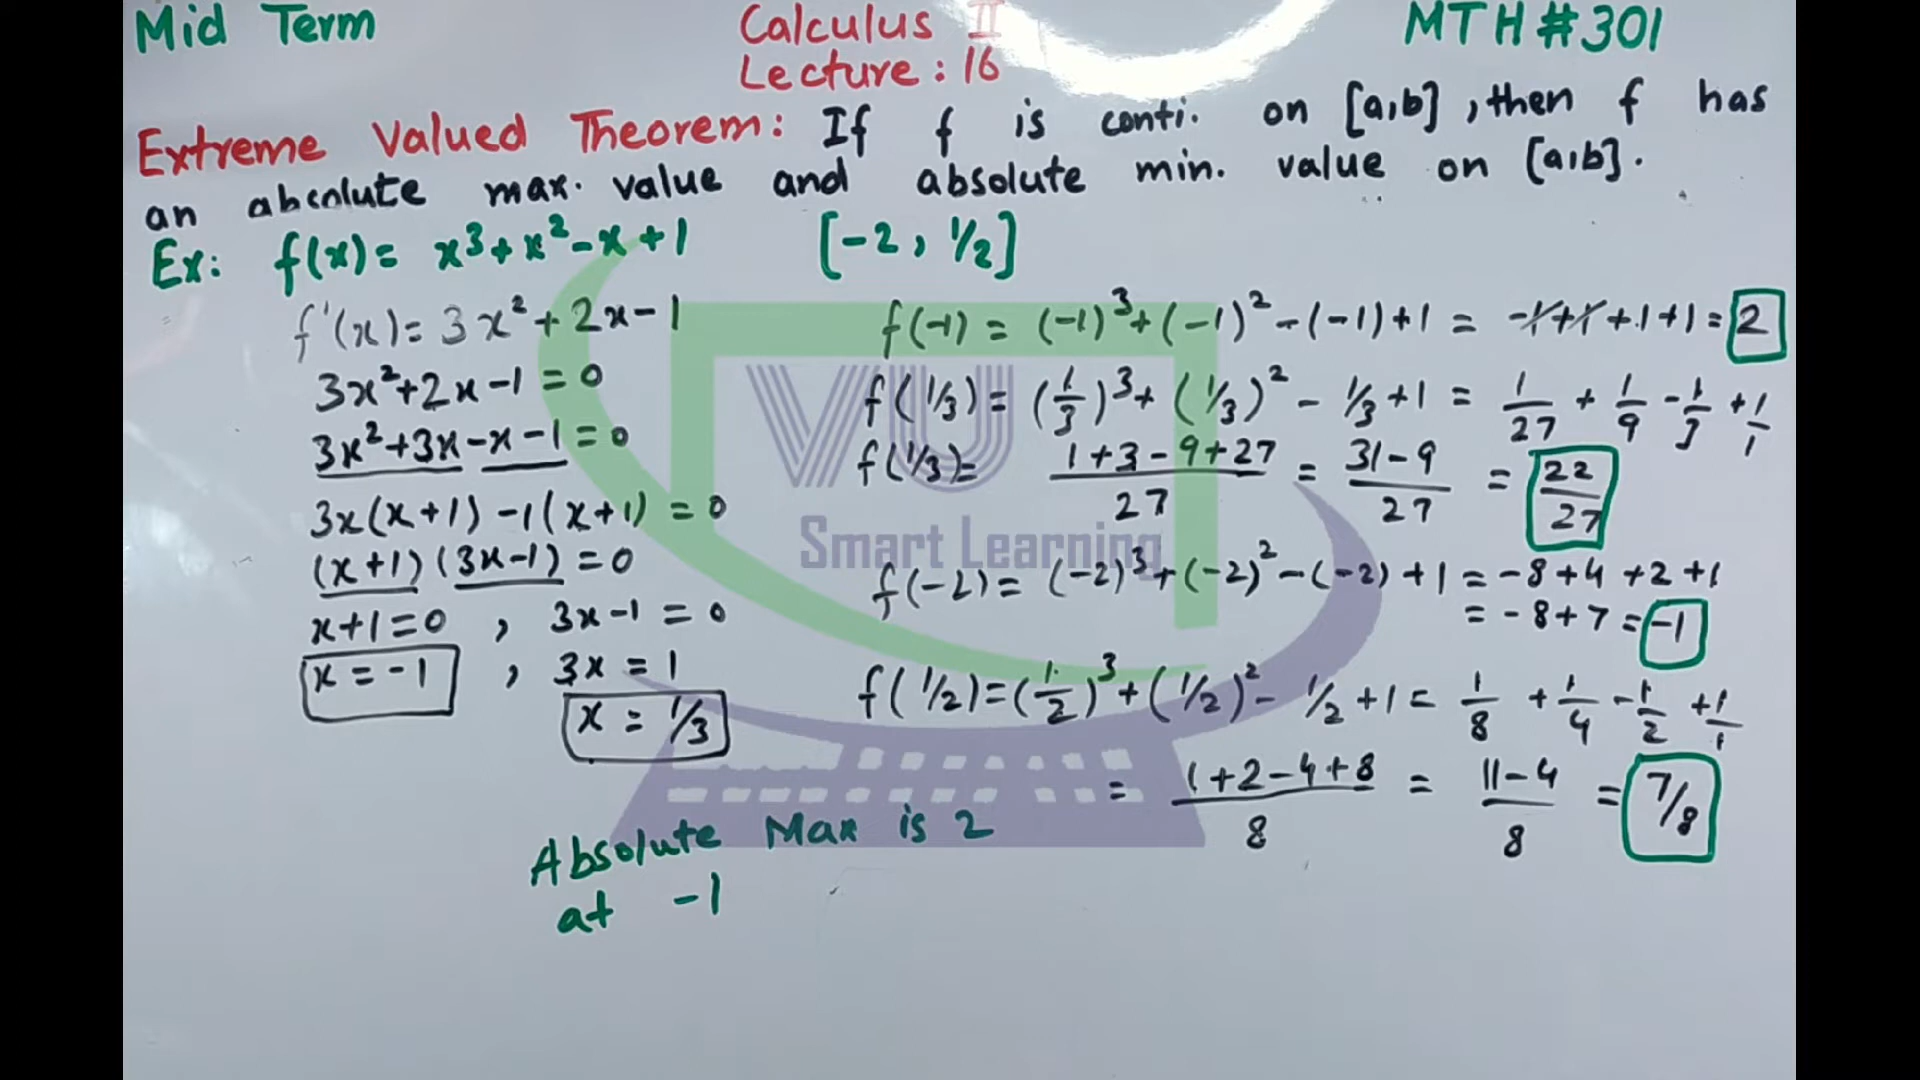 Mid Term
Calculus II
MTH#301
Lecture: 16
Extreme Valued Theorem: If f is conti. on [a,b], then f has
an absolute max. value and absolute min. value on [a,b].
Ex: f(x) = x³+x²-x+1 [-2, 1/2]
f'(x) = 3x²+2x-1
3x²+2x-1 = 0
3x²+3x-x-1 = 0
3x(x+1) -1(x+1) = 0
(x+1)(3x-1) = 0
x+1=0 , 3x-1 = 0
x = -1 , 3x = 1
x = 1/3
f(-1) = (-1)³+(-1)²-(-1)+1 = -1+1+1+1 = 2
f(1/3) = (1/3)³+(1/3)²-1/3+1 = 1/27 + 1/9 - 1/3 + 1/1
f(1/3) = 1+3-9+27/27 = 31-9/27 = 22/27
f(-2) = (-2)³+(-2)²-(-2)+1 = -8+4+2+1
= -8+7 = -1
f(1/2) = (1/2)³+(1/2)²-1/2+1 = 1/8 + 1/4 - 1/2 + 1/1
= 1+2-4+8/8 = 11-4/8 = 7/8
Absolute Max is 2
at -1
VU
Smart Learning